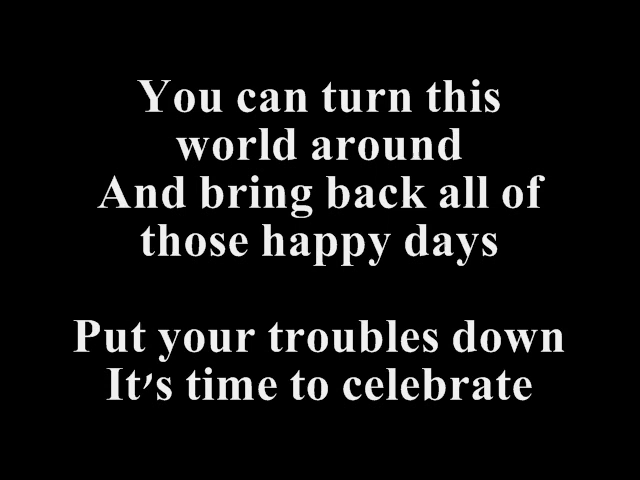 You can turn this
world around
And bring back all of
those happy days
Put your troubles down
It's time to celebrate